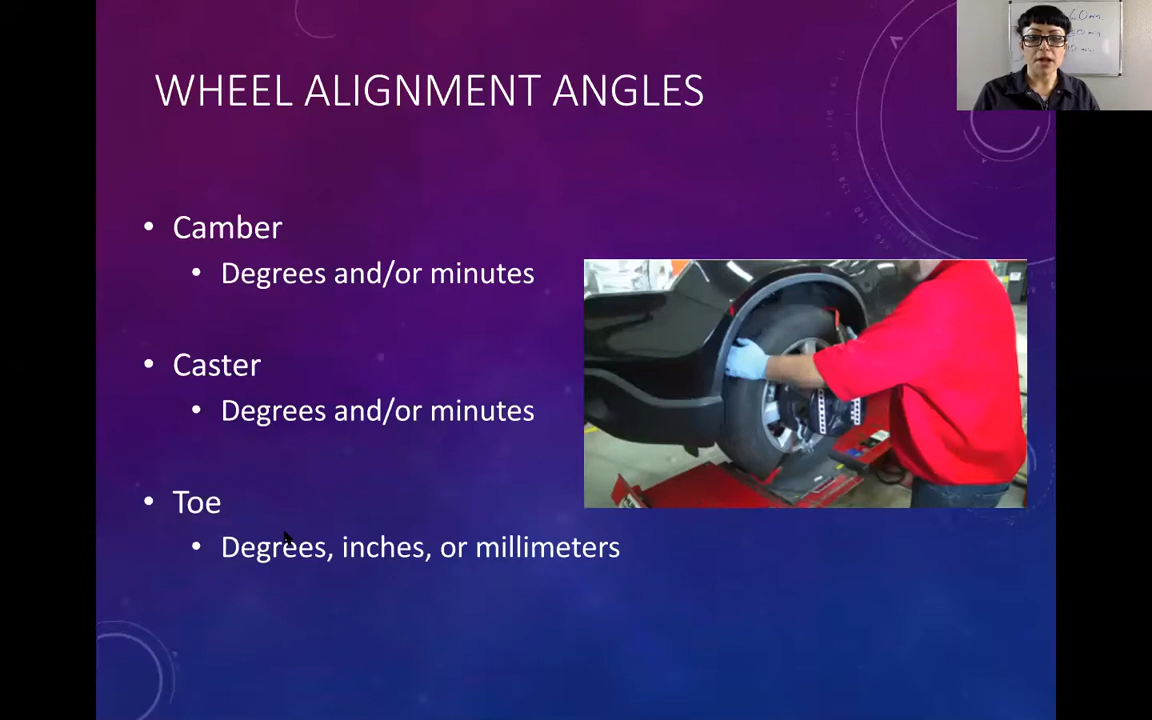 WHEEL ALIGNMENT ANGLES
• Camber
• Degrees and/or minutes
• Caster
• Degrees and/or minutes
• Toe
• Degrees, inches, or millimeters